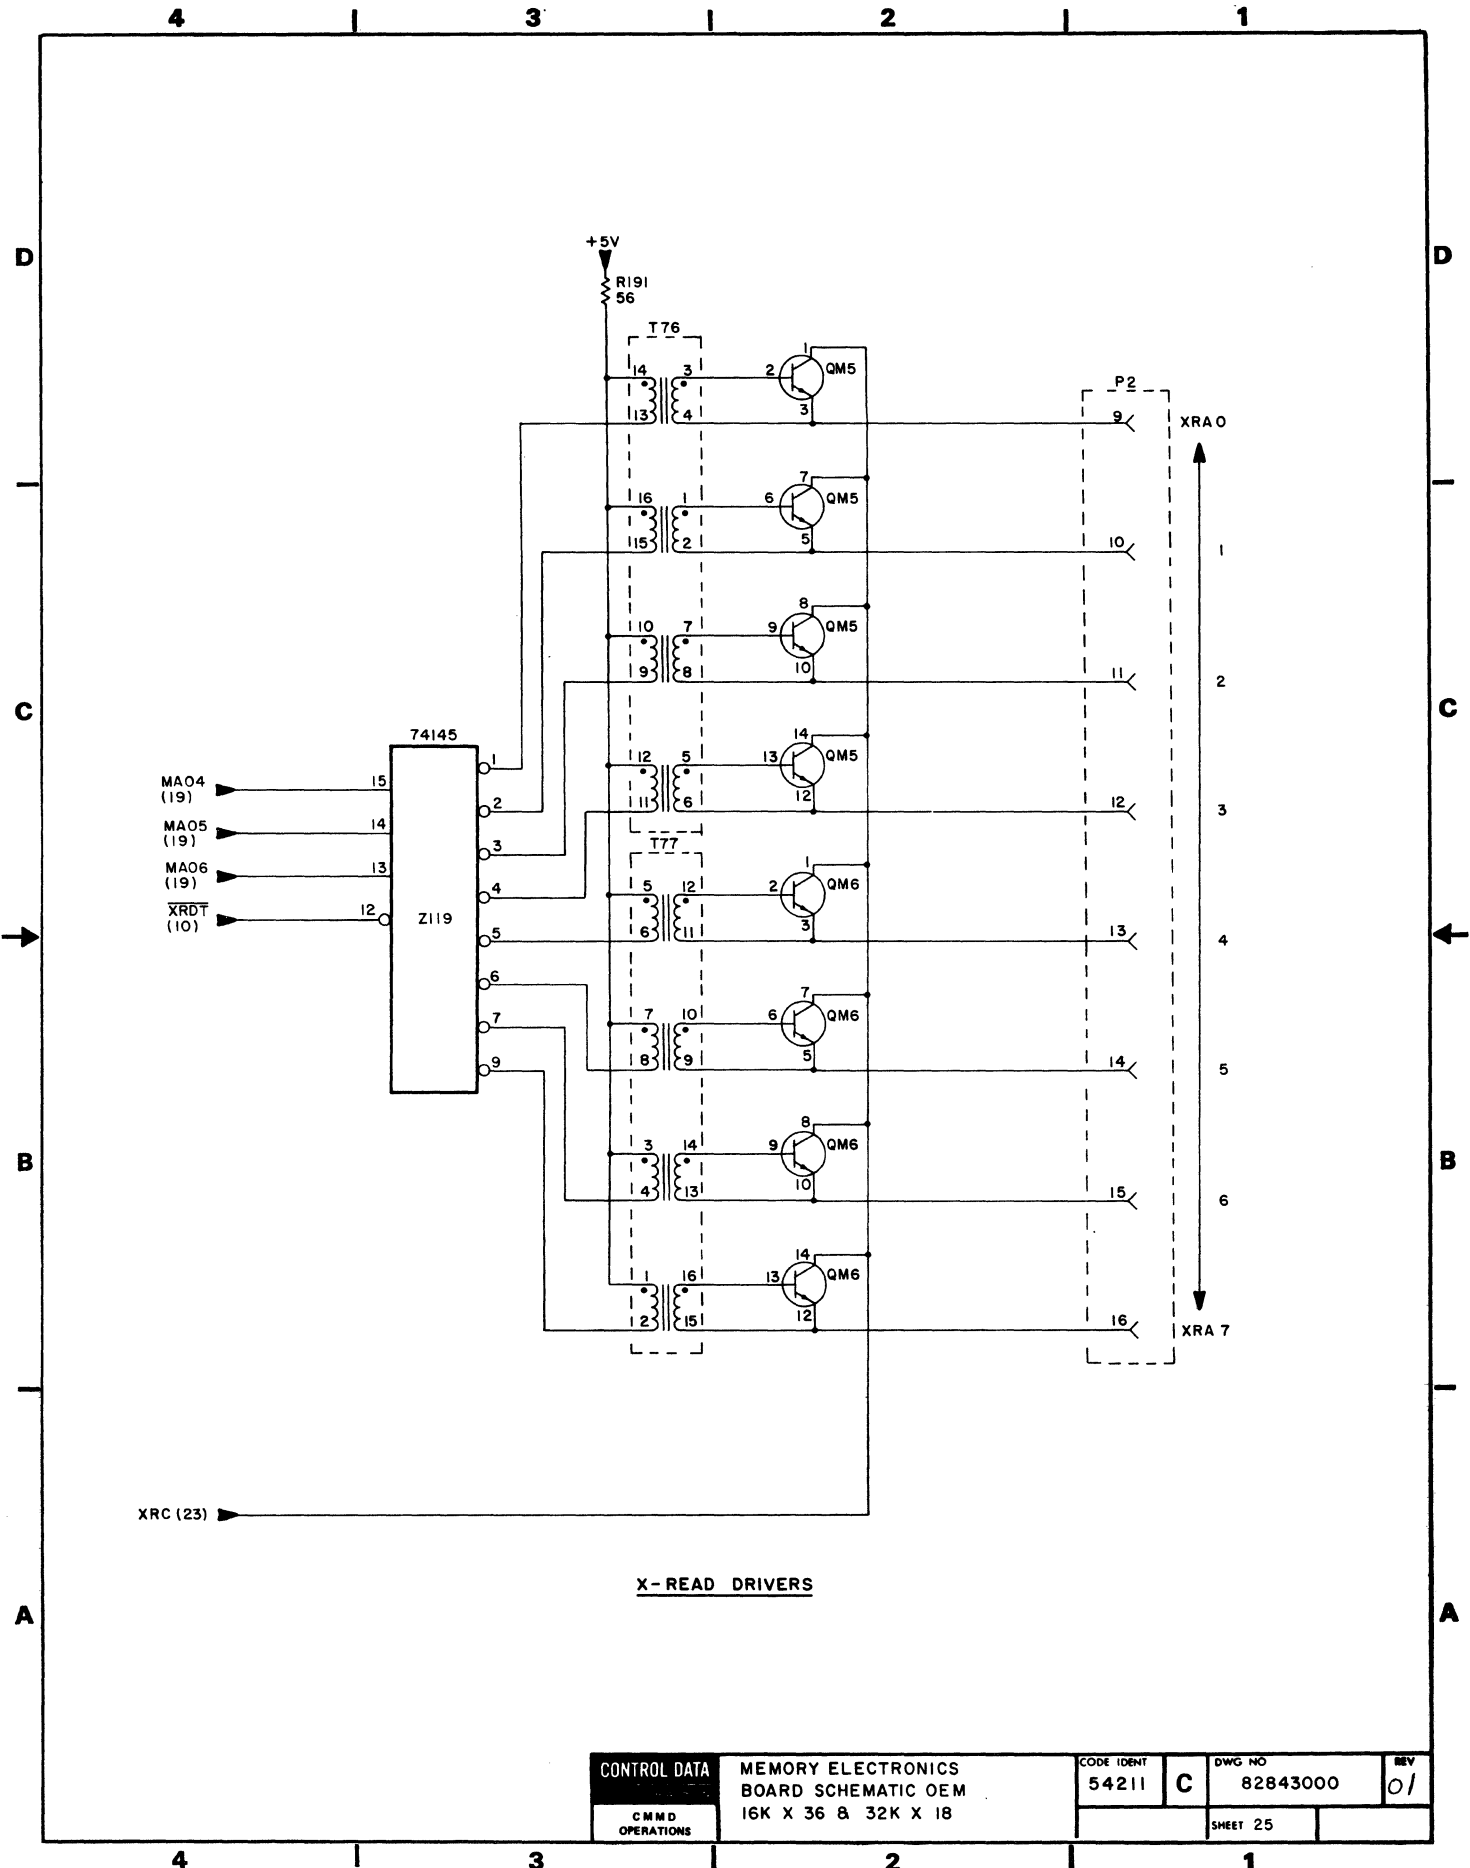 4 3 2 1
D D
+5V
R191
56
T76
14 3 2 1 QM5
13 4 3
P2
9 XRA 0
16 1 6 7 QM5
15 2 5 10 1
10 7 9 8 QM5
9 8 10 11 2
C C
12 5 13 14 QM5
11 6 12 12 3
74145
MA04 15 1
(19)
2
MA05 14
(19)
3
MA06 13
(19)
4
XRDT 12 Z119
(10)
5
6
7
9
T77
5 12 2 1 QM6
6 11 3 13 4
7 10 6 7 QM6
8 9 5 14 5
B B
3 14 9 8 QM6
4 13 10 15 6
1 16 13 14 QM6
2 15 12 16 XRA 7
XRC (23)
X-READ DRIVERS
A A
CONTROL DATA
CMMD
OPERATIONS
MEMORY ELECTRONICS
BOARD SCHEMATIC OEM
16K X 36 & 32K X 18
CODE IDENT
54211
C
DWG NO
82843000
REV
01
SHEET 25
4 3 2 1